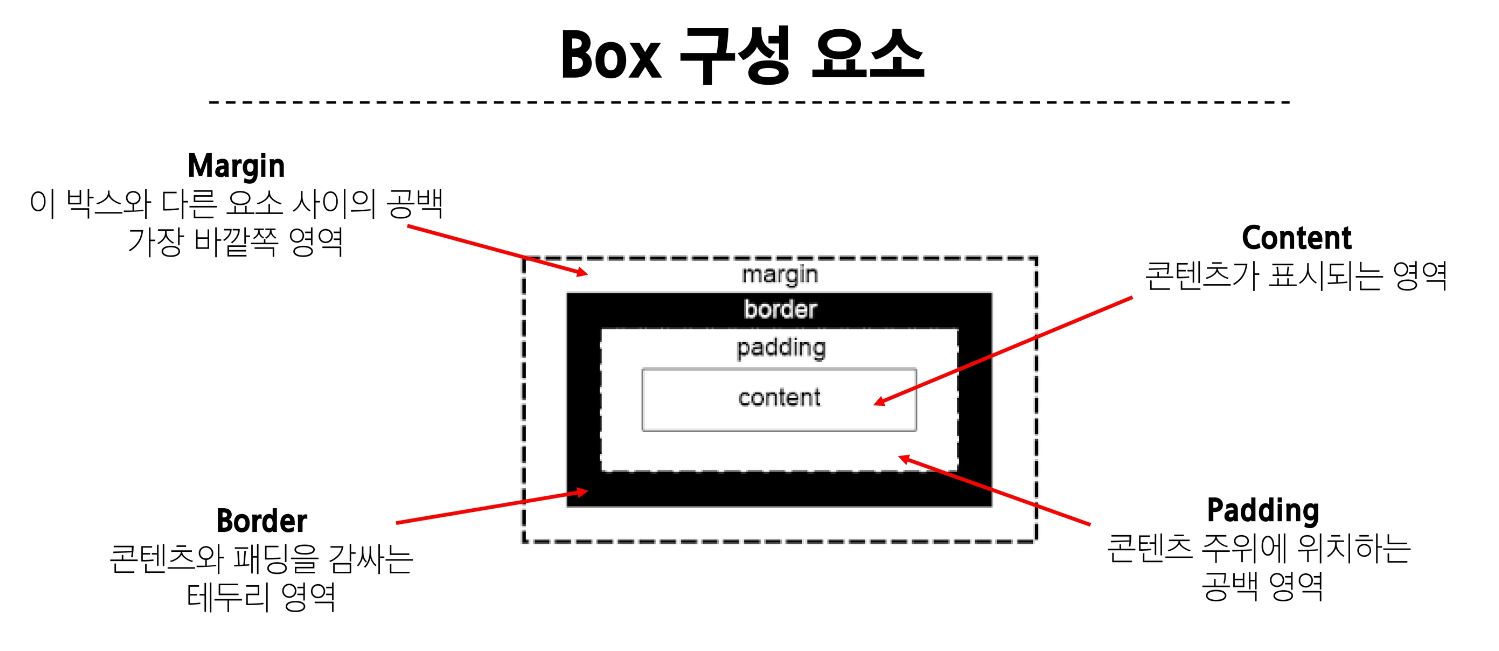 Box 구성 요소
Margin
이 박스와 다른 요소 사이의 공백
가장 바깥쪽 영역
Content
콘텐츠가 표시되는 영역
margin
border
padding
content
Border
콘텐츠와 패딩을 감싸는
테두리 영역
Padding
콘텐츠 주위에 위치하는
공백 영역